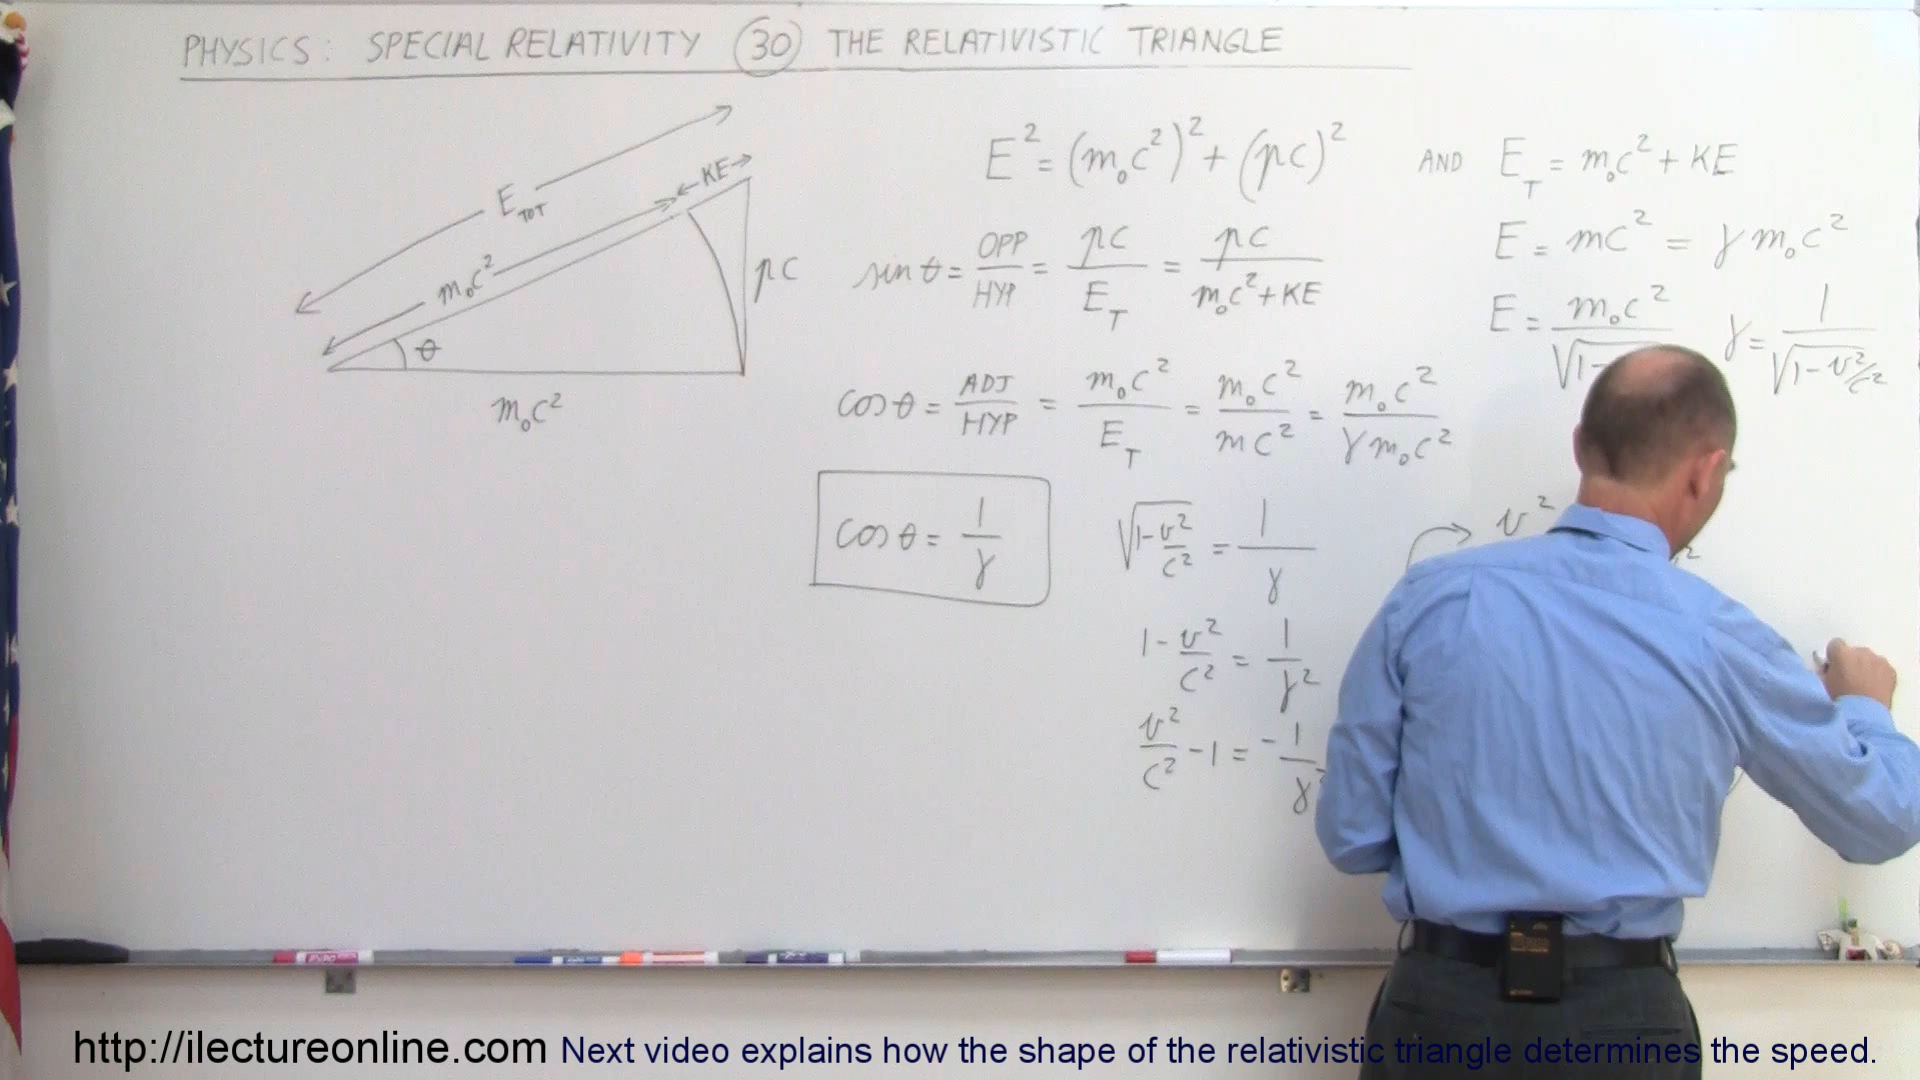 PHYSICS: SPECIAL RELATIVITY 30 THE RELATIVISTIC TRIANGLE
E_TOT
KE
m₀c²
pc
θ
m₀c²
E² = (m₀c²)² + (pc)² AND E_T = m₀c² + KE
E = mc² = γm₀c²
sin θ = OPP/HYP = pc/E_T = pc/(m₀c²+KE)
E = m₀c²/√1- γ = 1/√(1-v²/c²)
cos θ = ADJ/HYP = m₀c²/E_T = m₀c²/mc² = m₀c²/γm₀c²
cos θ = 1/γ
√(1-v²/c²) = 1/γ
1 - v²/c² = 1/γ²
v²/c² - 1 = -1/γ²
v²
http://ilectureonline.com Next video explains how the shape of the relativistic triangle determines the speed.